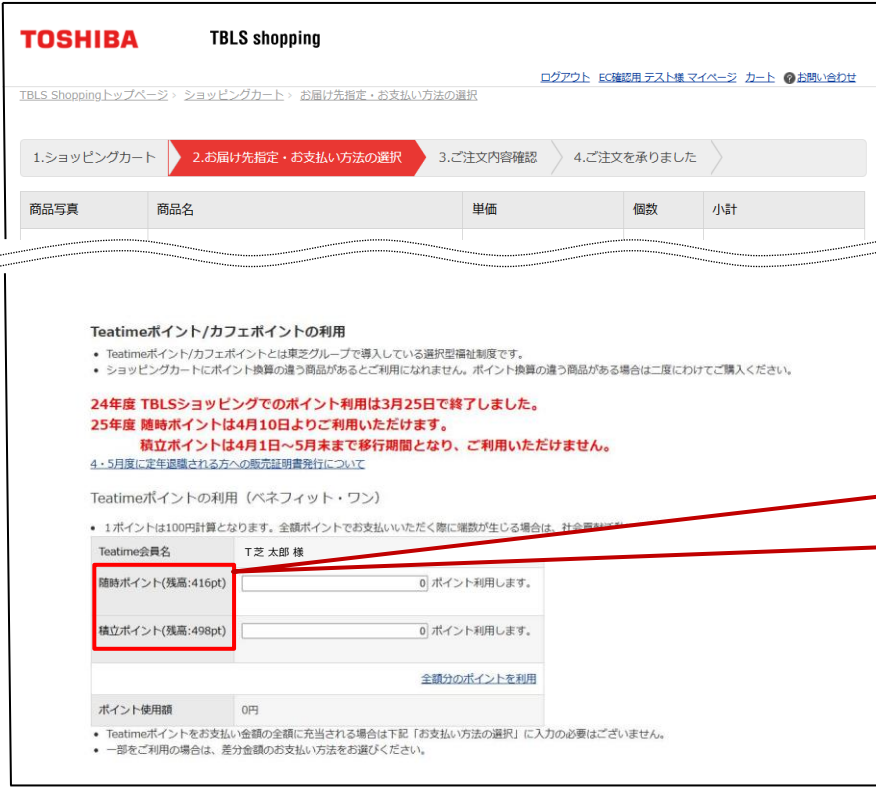 TOSHIBA TBLS shopping
ログアウト EC確認用 テスト様 マイページ カート ?お問い合わせ
TBLS Shoppingトップページ › ショッピングカート › お届け先指定・お支払い方法の選択
1.ショッピングカート 2.お届け先指定・お支払い方法の選択 3.ご注文内容確認 4.ご注文を承りました
商品写真 商品名 単価 個数 小計
Teatimeポイント/カフェポイントの利用
• Teatimeポイント/カフェポイントとは東芝グループで導入している選択型福祉制度です。
• ショッピングカートにポイント換算の違う商品があるとご利用になれません。ポイント換算の違う商品がある場合は二度にわけてご購入ください。
24年度 TBLSショッピングでのポイント利用は3月25日で終了しました。
25年度 随時ポイントは4月10日よりご利用いただけます。
積立ポイントは4月1日～5月末まで移行期間となり、ご利用いただけません。
4・5月度に定年退職される方への販売証明書発行について
Teatimeポイントの利用（ベネフィット・ワン）
• 1ポイントは100円計算となります。全額ポイントでお支払いいただく際に端数が生じる場合は、
Teatime会員名 T芝 太郎 様
随時ポイント(残高:416pt) 0 ポイント利用します。
積立ポイント(残高:498pt) 0 ポイント利用します。
全額分のポイントを利用
ポイント使用額 0円
• Teatimeポイントをお支払い金額の全額に充当される場合は下記「お支払い方法の選択」に入力の必要はございません。
• 一部をご利用の場合は、差分金額のお支払い方法をお選びください。